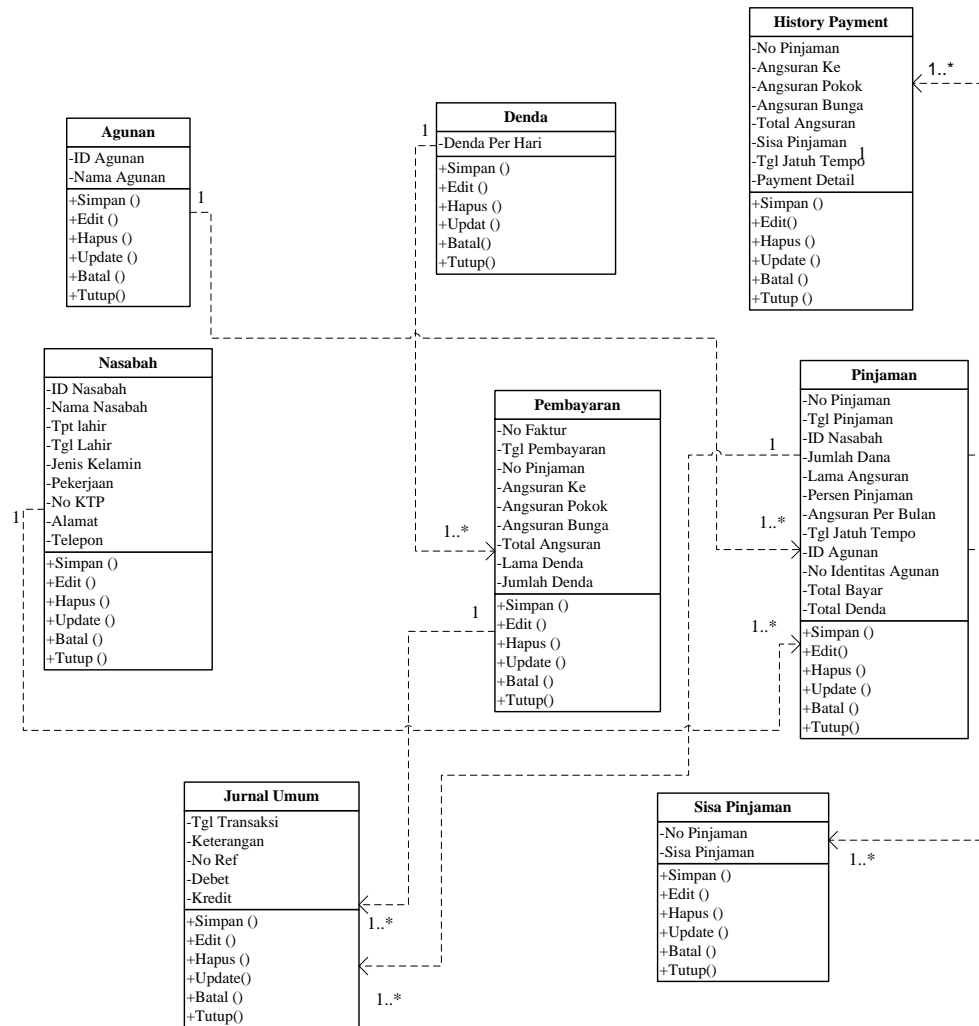 History Payment
-No Pinjaman
-Angsuran Ke
-Angsuran Pokok
-Angsuran Bunga
-Total Angsuran
-Sisa Pinjaman
-Tgl Jatuh Tempo
-Payment Detail
+Simpan ()
+Edit()
+Hapus ()
+Update ()
+Batal ()
+Tutup ()
1..*
1
Agunan
-ID Agunan
-Nama Agunan
+Simpan ()
+Edit ()
+Hapus ()
+Update ()
+Batal ()
+Tutup()
1
Denda
-Denda Per Hari
+Simpan ()
+Edit ()
+Hapus ()
+Updat ()
+Batal()
+Tutup()
1
Nasabah
-ID Nasabah
-Nama Nasabah
-Tpt lahir
-Tgl Lahir
-Jenis Kelamin
-Pekerjaan
-No KTP
-Alamat
-Telepon
+Simpan ()
+Edit ()
+Hapus ()
+Update ()
+Batal ()
+Tutup ()
1
Pembayaran
-No Faktur
-Tgl Pembayaran
-No Pinjaman
-Angsuran Ke
-Angsuran Pokok
-Angsuran Bunga
-Total Angsuran
-Lama Denda
-Jumlah Denda
+Simpan ()
+Edit ()
+Hapus ()
+Update ()
+Batal ()
+Tutup()
1..*
1
Pinjaman
-No Pinjaman
-Tgl Pinjaman
-ID Nasabah
-Jumlah Dana
-Lama Angsuran
-Persen Pinjaman
-Angsuran Per Bulan
-Tgl Jatuh Tempo
-ID Agunan
-No Identitas Agunan
-Total Bayar
-Total Denda
+Simpan ()
+Edit()
+Hapus ()
+Update ()
+Batal ()
+Tutup()
1
1..*
1..*
Jurnal Umum
-Tgl Transaksi
-Keterangan
-No Ref
-Debet
-Kredit
+Simpan ()
+Edit ()
+Hapus ()
+Update()
+Batal ()
+Tutup()
1..*
1..*
Sisa Pinjaman
-No Pinjaman
-Sisa Pinjaman
+Simpan ()
+Edit ()
+Hapus ()
+Update ()
+Batal ()
+Tutup()
1..*